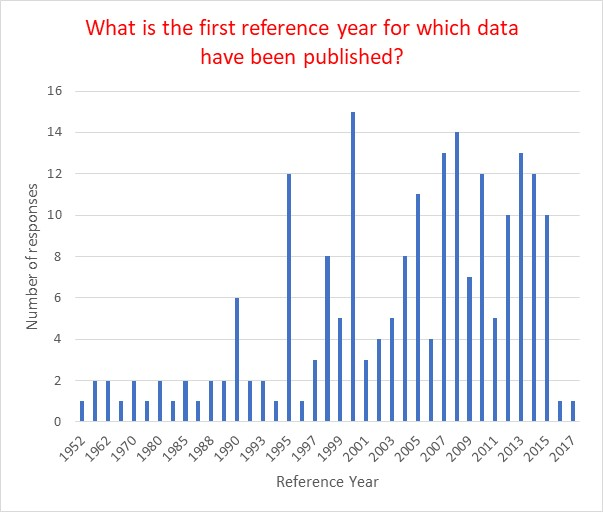 What is the first reference year for which data
have been published?
16
14
12
10
8
6
4
2
0
Number of responses
1952 1962 1970 1980 1985 1988 1990 1993 1995 1997 1999 2001 2003 2005 2007 2009 2011 2013 2015 2017
Reference Year